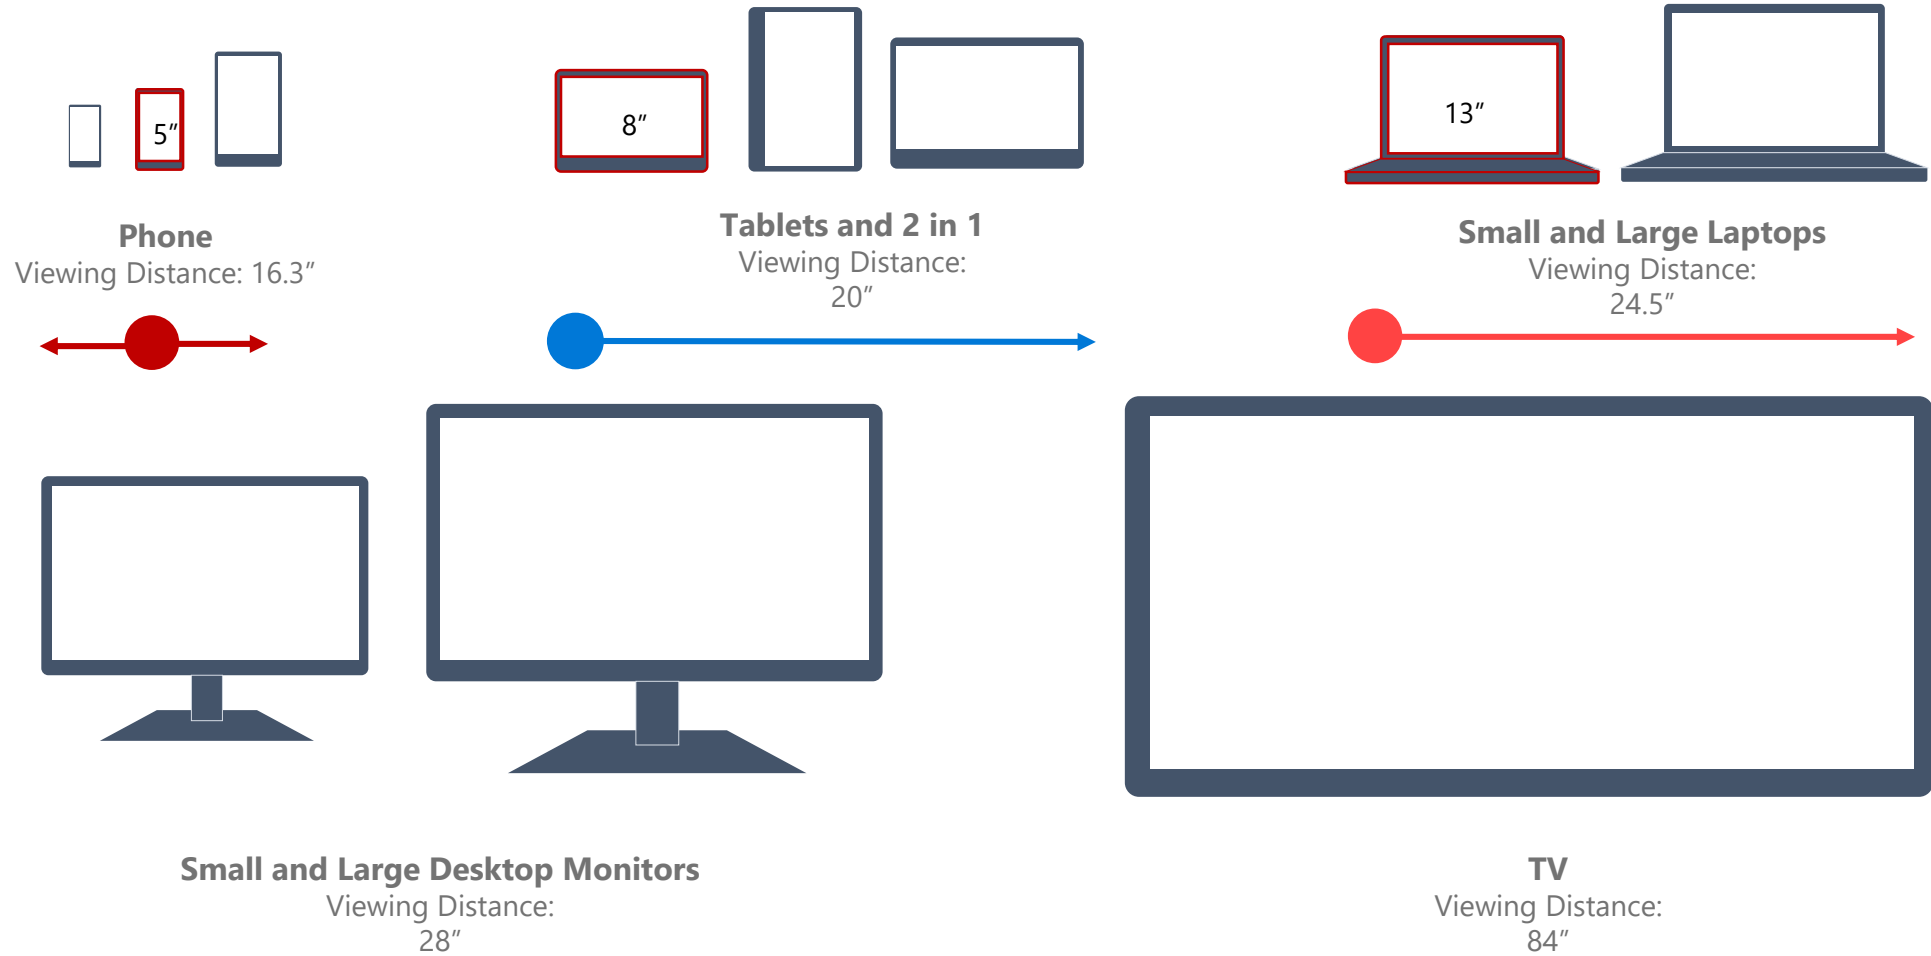 5″
8″
13″
Phone
Viewing Distance: 16.3″
Tablets and 2 in 1
Viewing Distance:
20″
Small and Large Laptops
Viewing Distance:
24.5″
Small and Large Desktop Monitors
Viewing Distance:
28″
TV
Viewing Distance:
84″